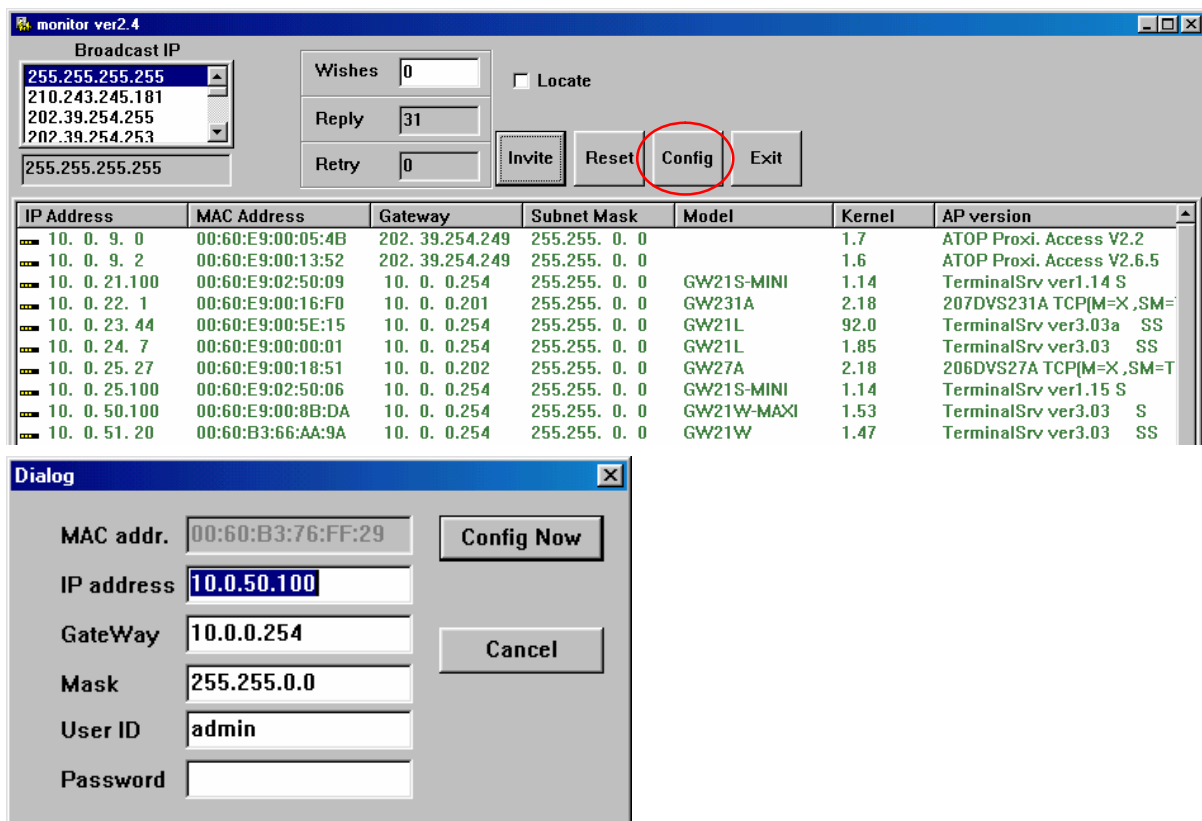 monitor ver2.4
Broadcast IP
255.255.255.255
210.243.245.181
202.39.254.255
202.39.254.253
255.255.255.255
Wishes 0
Reply 31
Retry 0
Locate
Invite Reset Config Exit
IP Address MAC Address Gateway Subnet Mask Model Kernel AP version
10. 0. 9. 0 00:60:E9:00:05:4B 202. 39.254.249 255.255. 0. 0 1.7 ATOP Proxi. Access V2.2
10. 0. 9. 2 00:60:E9:00:13:52 202. 39.254.249 255.255. 0. 0 1.6 ATOP Proxi. Access V2.6.5
10. 0. 21.100 00:60:E9:02:50:09 10. 0. 0.254 255.255. 0. 0 GW21S-MINI 1.14 TerminalSrv ver1.14 S
10. 0. 22. 1 00:60:E9:00:16:F0 10. 0. 0.201 255.255. 0. 0 GW231A 2.18 207DVS231A TCP(M=X ,SM=
10. 0. 23. 44 00:60:E9:00:5E:15 10. 0. 0.254 255.255. 0. 0 GW21L 92.0 TerminalSrv ver3.03a SS
10. 0. 24. 7 00:60:E9:00:00:01 10. 0. 0.254 255.255. 0. 0 GW21L 1.85 TerminalSrv ver3.03 SS
10. 0. 25. 27 00:60:E9:00:18:51 10. 0. 0.202 255.255. 0. 0 GW27A 2.18 206DVS27A TCP(M=X ,SM=T
10. 0. 25.100 00:60:E9:02:50:06 10. 0. 0.254 255.255. 0. 0 GW21S-MINI 1.14 TerminalSrv ver1.15 S
10. 0. 50.100 00:60:E9:00:8B:DA 10. 0. 0.254 255.255. 0. 0 GW21W-MAXI 1.53 TerminalSrv ver3.03 S
10. 0. 51. 20 00:60:B3:66:AA:9A 10. 0. 0.254 255.255. 0. 0 GW21W 1.47 TerminalSrv ver3.03 SS
Dialog
MAC addr. 00:60:B3:76:FF:29
Config Now
IP address 10.0.50.100
GateWay 10.0.0.254
Cancel
Mask 255.255.0.0
User ID admin
Password